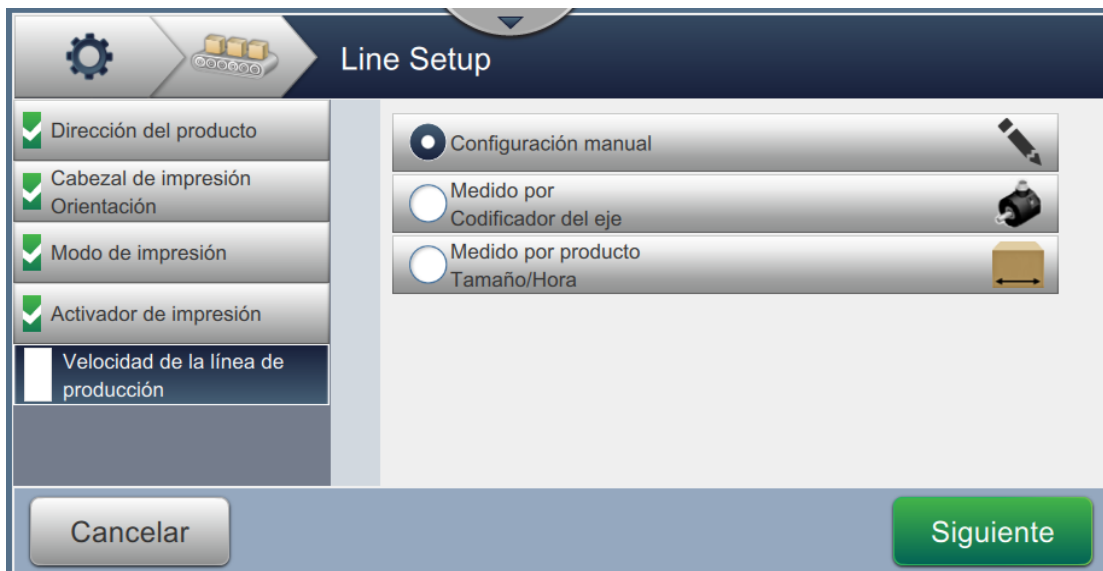 Line Setup
Dirección del producto
Cabezal de impresión
Orientación
Modo de impresión
Activador de impresión
Velocidad de la línea de
producción
Configuración manual
Medido por
Codificador del eje
Medido por producto
Tamaño/Hora
Cancelar
Siguiente